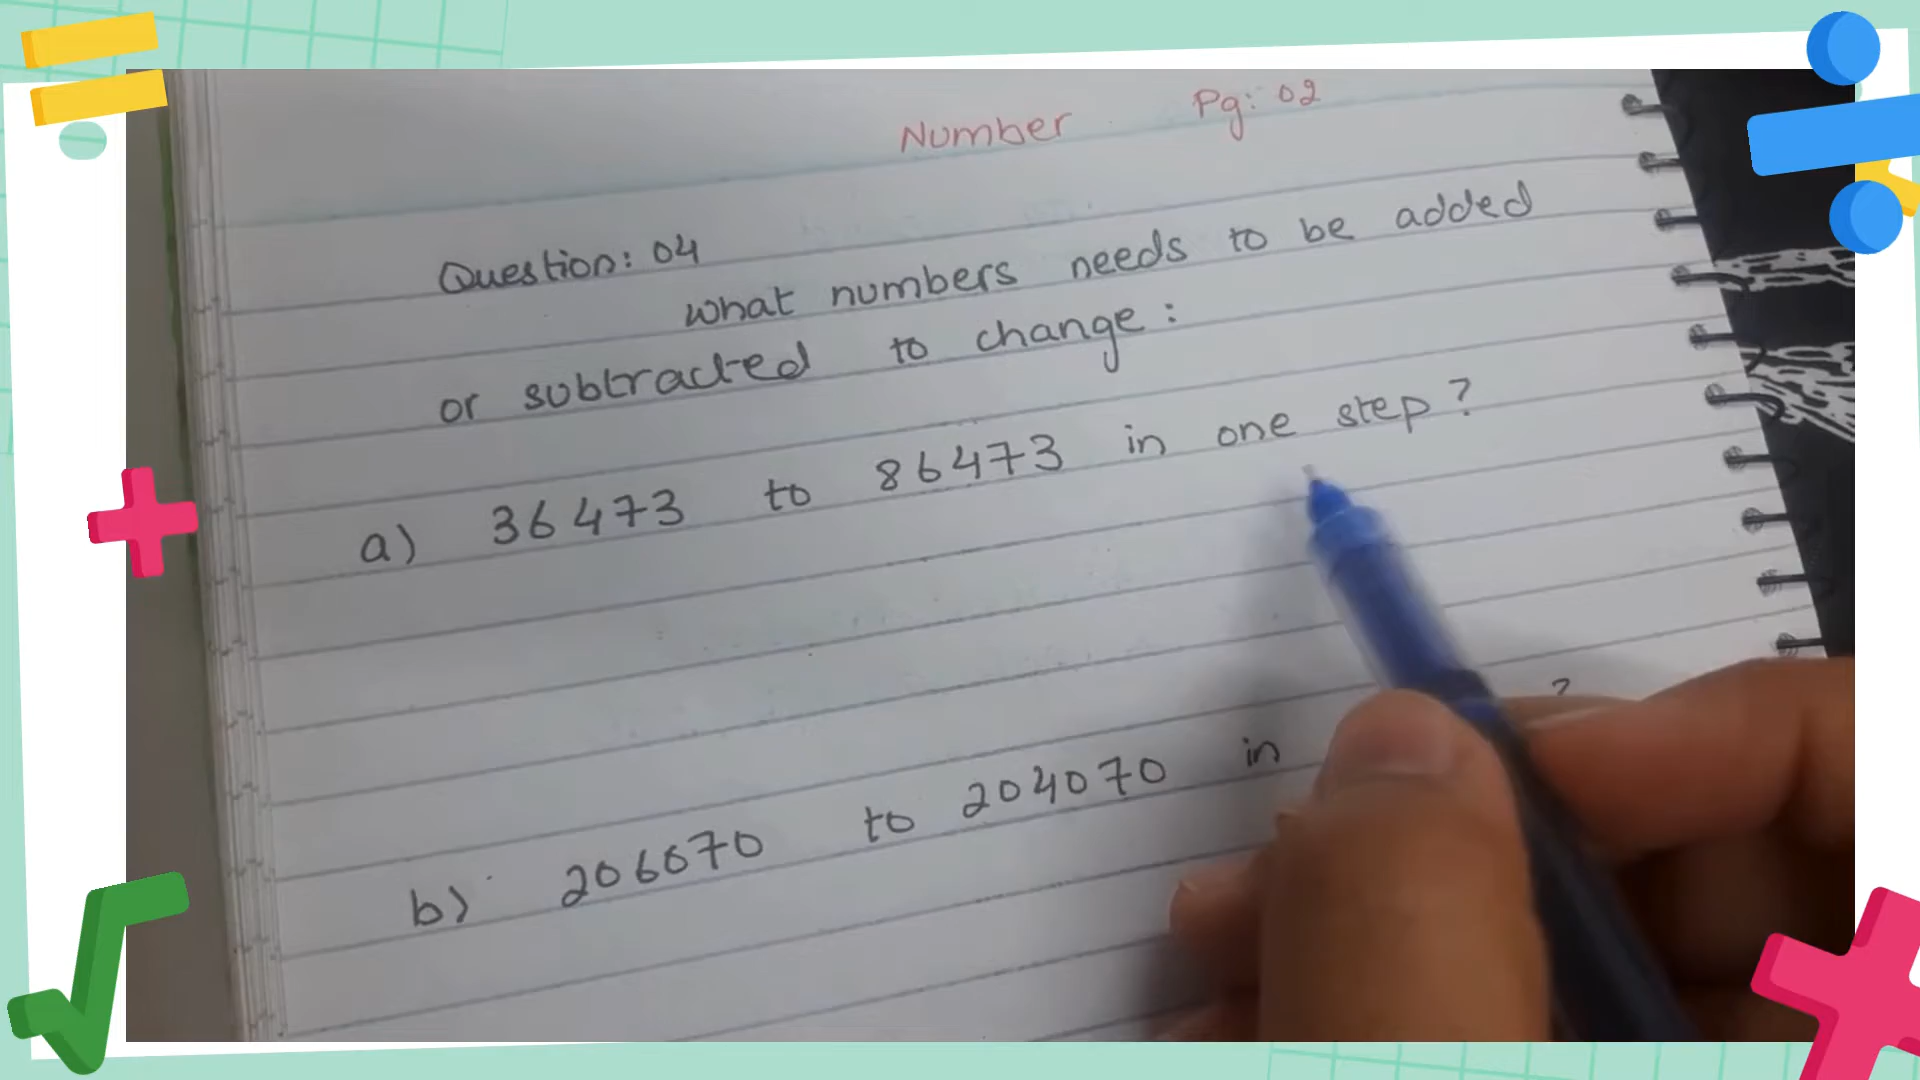 Number Pg: 02
Question: 04
What numbers needs to be added
or subtracted to change:
a) 36473 to 86473 in one step?
b) 206070 to 204070 in ?